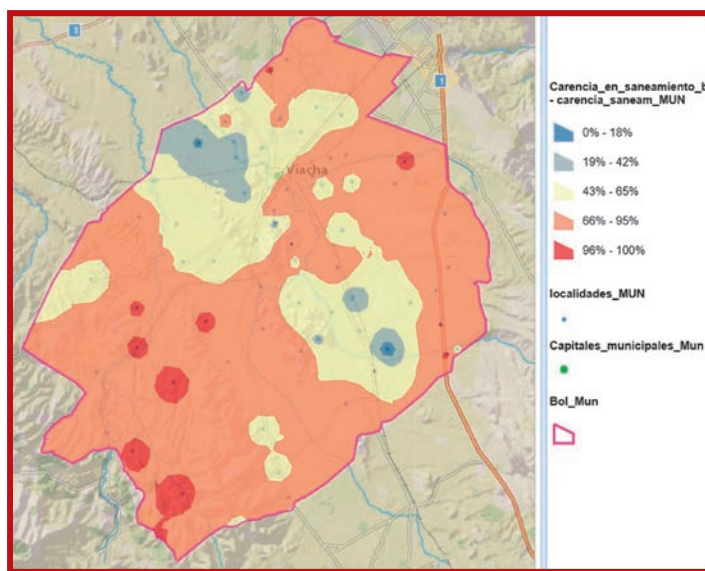 1
1
Viacha
Carencia_en_saneamiento_b
- carencia_saneam_MUN
0% - 18%
19% - 42%
43% - 65%
66% - 95%
96% - 100%
localidades_MUN
Capitales_municipales_Mun
Bol_Mun